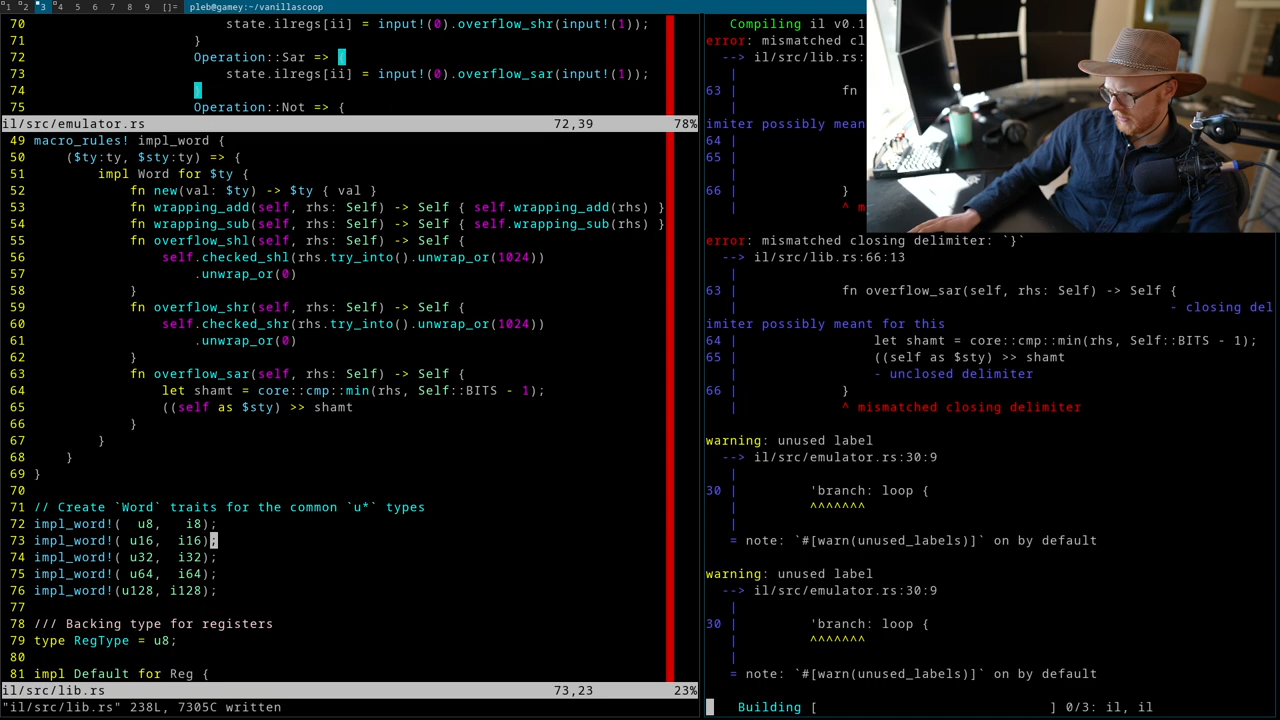 1 2 3 4 5 6 7 8 9 []= pleb@gamey:~/vanillascoop
70 state.ilregs[ii] = input!(0).overflow_shr(input!(1));
71 }
72 Operation::Sar => {
73 state.ilregs[ii] = input!(0).overflow_sar(input!(1));
74 }
75 Operation::Not => {
il/src/emulator.rs 72,39 78%
49 macro_rules! impl_word {
50 ($ty:ty, $sty:ty) => {
51 impl Word for $ty {
52 fn new(val: $ty) -> $ty { val }
53 fn wrapping_add(self, rhs: Self) -> Self { self.wrapping_add(rhs) }
54 fn wrapping_sub(self, rhs: Self) -> Self { self.wrapping_sub(rhs) }
55 fn overflow_shl(self, rhs: Self) -> Self {
56 self.checked_shl(rhs.try_into().unwrap_or(1024))
57 .unwrap_or(0)
58 }
59 fn overflow_shr(self, rhs: Self) -> Self {
60 self.checked_shr(rhs.try_into().unwrap_or(1024))
61 .unwrap_or(0)
62 }
63 fn overflow_sar(self, rhs: Self) -> Self {
64 let shamt = core::cmp::min(rhs, Self::BITS - 1);
65 ((self as $sty) >> shamt
66 }
67 }
68 }
69 }
70
71 // Create `Word` traits for the common `u*` types
72 impl_word!( u8, i8);
73 impl_word!( u16, i16);
74 impl_word!( u32, i32);
75 impl_word!( u64, i64);
76 impl_word!(u128, i128);
77
78 /// Backing type for registers
79 type RegType = u8;
80
81 impl Default for Reg {
il/src/lib.rs 73,23 23%
"il/src/lib.rs" 238L, 7305C written
Compiling il v0.1
error: mismatched cl
--> il/src/lib.rs:
|
63 | fn
|
imiter possibly mean
64 |
65 |
|
66 | }
| ^ m
error: mismatched closing delimiter: `}`
--> il/src/lib.rs:66:13
|
63 | fn overflow_sar(self, rhs: Self) -> Self {
| - closing del
imiter possibly meant for this
64 | let shamt = core::cmp::min(rhs, Self::BITS - 1);
65 | ((self as $sty) >> shamt
| - unclosed delimiter
66 | }
| ^ mismatched closing delimiter
warning: unused label
--> il/src/emulator.rs:30:9
|
30 | 'branch: loop {
| ^^^^^^^
|
= note: `#[warn(unused_labels)]` on by default
warning: unused label
--> il/src/emulator.rs:30:9
|
30 | 'branch: loop {
| ^^^^^^^
|
= note: `#[warn(unused_labels)]` on by default
Building [ ] 0/3: il, il